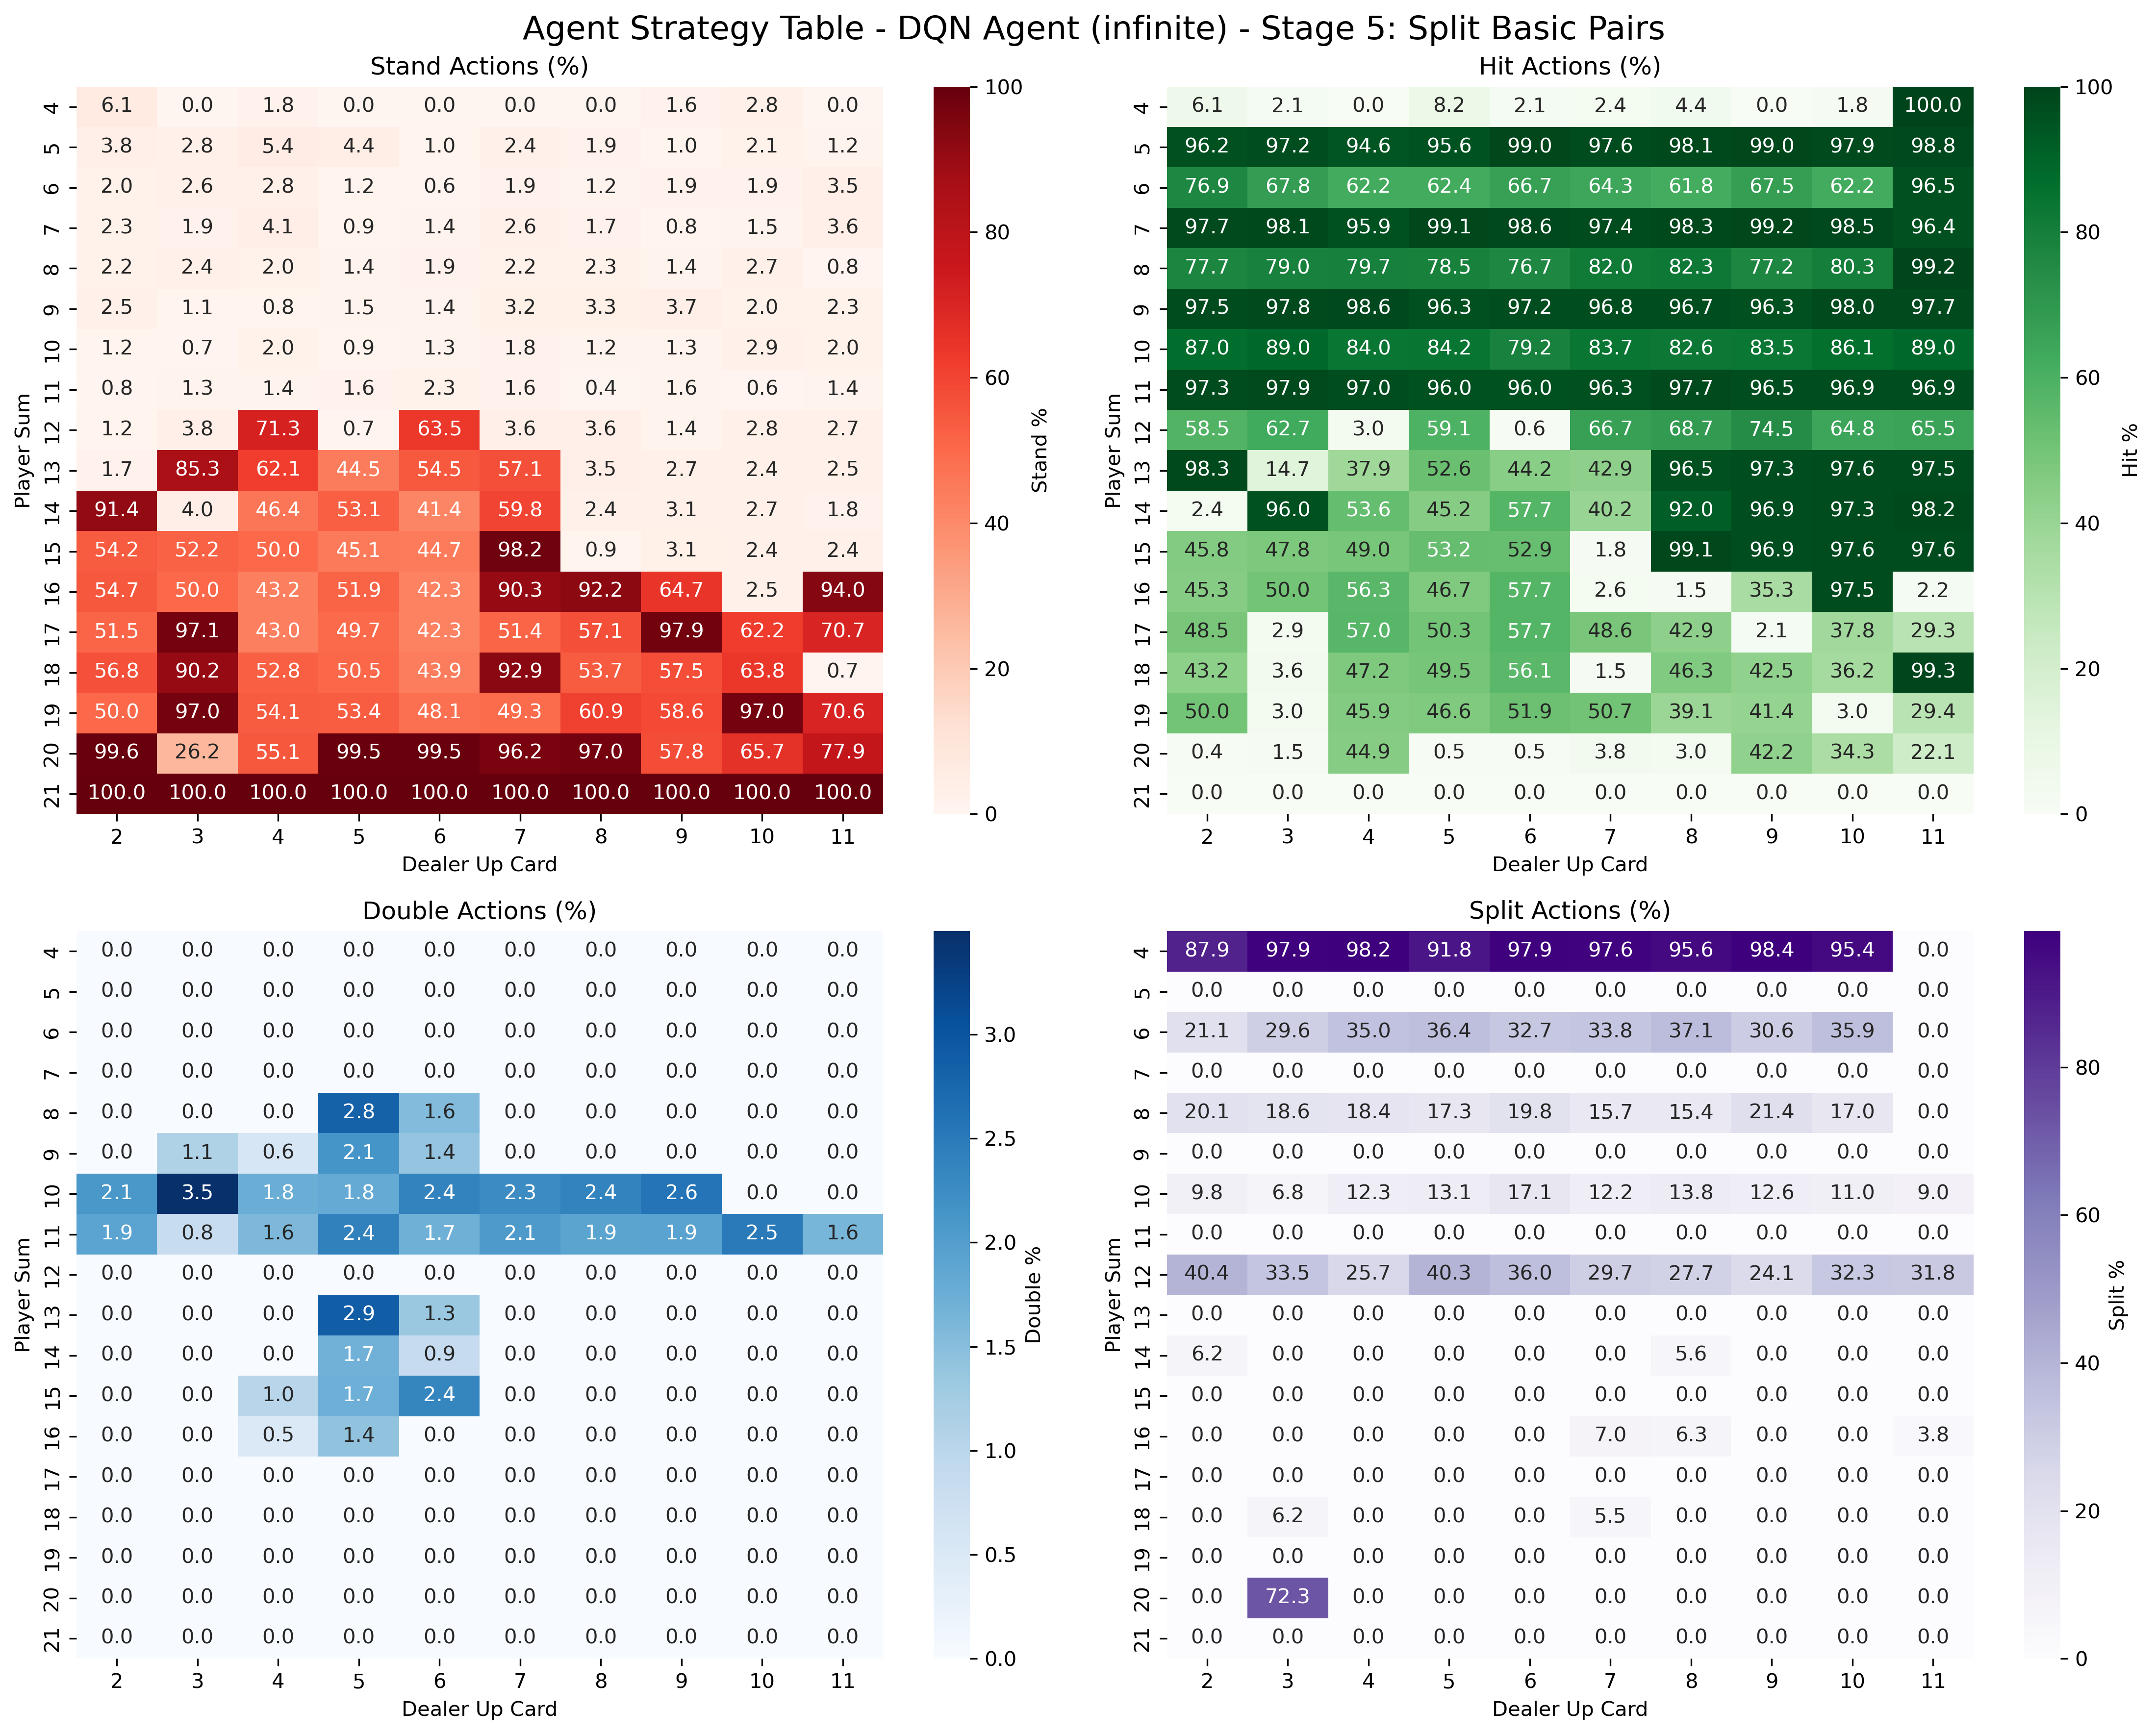 Agent Strategy Table - DQN Agent (infinite) - Stage 5: Split Basic Pairs
Stand Actions (%)
4 6.1 0.0 1.8 0.0 0.0 0.0 0.0 1.6 2.8 0.0
5 3.8 2.8 5.4 4.4 1.0 2.4 1.9 1.0 2.1 1.2
6 2.0 2.6 2.8 1.2 0.6 1.9 1.2 1.9 1.9 3.5
7 2.3 1.9 4.1 0.9 1.4 2.6 1.7 0.8 1.5 3.6
8 2.2 2.4 2.0 1.4 1.9 2.2 2.3 1.4 2.7 0.8
9 2.5 1.1 0.8 1.5 1.4 3.2 3.3 3.7 2.0 2.3
10 1.2 0.7 2.0 0.9 1.3 1.8 1.2 1.3 2.9 2.0
11 0.8 1.3 1.4 1.6 2.3 1.6 0.4 1.6 0.6 1.4
12 1.2 3.8 71.3 0.7 63.5 3.6 3.6 1.4 2.8 2.7
13 1.7 85.3 62.1 44.5 54.5 57.1 3.5 2.7 2.4 2.5
14 91.4 4.0 46.4 53.1 41.4 59.8 2.4 3.1 2.7 1.8
15 54.2 52.2 50.0 45.1 44.7 98.2 0.9 3.1 2.4 2.4
16 54.7 50.0 43.2 51.9 42.3 90.3 92.2 64.7 2.5 94.0
17 51.5 97.1 43.0 49.7 42.3 51.4 57.1 97.9 62.2 70.7
18 56.8 90.2 52.8 50.5 43.9 92.9 53.7 57.5 63.8 0.7
19 50.0 97.0 54.1 53.4 48.1 49.3 60.9 58.6 97.0 70.6
20 99.6 26.2 55.1 99.5 99.5 96.2 97.0 57.8 65.7 77.9
21 100.0 100.0 100.0 100.0 100.0 100.0 100.0 100.0 100.0 100.0
2 3 4 5 6 7 8 9 10 11
Dealer Up Card
Player Sum
100
80
60
40
20
0
Stand %
Hit Actions (%)
4 6.1 2.1 0.0 8.2 2.1 2.4 4.4 0.0 1.8 100.0
5 96.2 97.2 94.6 95.6 99.0 97.6 98.1 99.0 97.9 98.8
6 76.9 67.8 62.2 62.4 66.7 64.3 61.8 67.5 62.2 96.5
7 97.7 98.1 95.9 99.1 98.6 97.4 98.3 99.2 98.5 96.4
8 77.7 79.0 79.7 78.5 76.7 82.0 82.3 77.2 80.3 99.2
9 97.5 97.8 98.6 96.3 97.2 96.8 96.7 96.3 98.0 97.7
10 87.0 89.0 84.0 84.2 79.2 83.7 82.6 83.5 86.1 89.0
11 97.3 97.9 97.0 96.0 96.0 96.3 97.7 96.5 96.9 96.9
12 58.5 62.7 3.0 59.1 0.6 66.7 68.7 74.5 64.8 65.5
13 98.3 14.7 37.9 52.6 44.2 42.9 96.5 97.3 97.6 97.5
14 2.4 96.0 53.6 45.2 57.7 40.2 92.0 96.9 97.3 98.2
15 45.8 47.8 49.0 53.2 52.9 1.8 99.1 96.9 97.6 97.6
16 45.3 50.0 56.3 46.7 57.7 2.6 1.5 35.3 97.5 2.2
17 48.5 2.9 57.0 50.3 57.7 48.6 42.9 2.1 37.8 29.3
18 43.2 3.6 47.2 49.5 56.1 1.5 46.3 42.5 36.2 99.3
19 50.0 3.0 45.9 46.6 51.9 50.7 39.1 41.4 3.0 29.4
20 0.4 1.5 44.9 0.5 0.5 3.8 3.0 42.2 34.3 22.1
21 0.0 0.0 0.0 0.0 0.0 0.0 0.0 0.0 0.0 0.0
2 3 4 5 6 7 8 9 10 11
Dealer Up Card
Player Sum
100
80
60
40
20
0
Hit %
Double Actions (%)
4 0.0 0.0 0.0 0.0 0.0 0.0 0.0 0.0 0.0 0.0
5 0.0 0.0 0.0 0.0 0.0 0.0 0.0 0.0 0.0 0.0
6 0.0 0.0 0.0 0.0 0.0 0.0 0.0 0.0 0.0 0.0
7 0.0 0.0 0.0 0.0 0.0 0.0 0.0 0.0 0.0 0.0
8 0.0 0.0 0.0 2.8 1.6 0.0 0.0 0.0 0.0 0.0
9 0.0 1.1 0.6 2.1 1.4 0.0 0.0 0.0 0.0 0.0
10 2.1 3.5 1.8 1.8 2.4 2.3 2.4 2.6 0.0 0.0
11 1.9 0.8 1.6 2.4 1.7 2.1 1.9 1.9 2.5 1.6
12 0.0 0.0 0.0 0.0 0.0 0.0 0.0 0.0 0.0 0.0
13 0.0 0.0 0.0 2.9 1.3 0.0 0.0 0.0 0.0 0.0
14 0.0 0.0 0.0 1.7 0.9 0.0 0.0 0.0 0.0 0.0
15 0.0 0.0 1.0 1.7 2.4 0.0 0.0 0.0 0.0 0.0
16 0.0 0.0 0.5 1.4 0.0 0.0 0.0 0.0 0.0 0.0
17 0.0 0.0 0.0 0.0 0.0 0.0 0.0 0.0 0.0 0.0
18 0.0 0.0 0.0 0.0 0.0 0.0 0.0 0.0 0.0 0.0
19 0.0 0.0 0.0 0.0 0.0 0.0 0.0 0.0 0.0 0.0
20 0.0 0.0 0.0 0.0 0.0 0.0 0.0 0.0 0.0 0.0
21 0.0 0.0 0.0 0.0 0.0 0.0 0.0 0.0 0.0 0.0
2 3 4 5 6 7 8 9 10 11
Dealer Up Card
Player Sum
3.0
2.5
2.0
1.5
1.0
0.5
0.0
Double %
Split Actions (%)
4 87.9 97.9 98.2 91.8 97.9 97.6 95.6 98.4 95.4 0.0
5 0.0 0.0 0.0 0.0 0.0 0.0 0.0 0.0 0.0 0.0
6 21.1 29.6 35.0 36.4 32.7 33.8 37.1 30.6 35.9 0.0
7 0.0 0.0 0.0 0.0 0.0 0.0 0.0 0.0 0.0 0.0
8 20.1 18.6 18.4 17.3 19.8 15.7 15.4 21.4 17.0 0.0
9 0.0 0.0 0.0 0.0 0.0 0.0 0.0 0.0 0.0 0.0
10 9.8 6.8 12.3 13.1 17.1 12.2 13.8 12.6 11.0 9.0
11 0.0 0.0 0.0 0.0 0.0 0.0 0.0 0.0 0.0 0.0
12 40.4 33.5 25.7 40.3 36.0 29.7 27.7 24.1 32.3 31.8
13 0.0 0.0 0.0 0.0 0.0 0.0 0.0 0.0 0.0 0.0
14 6.2 0.0 0.0 0.0 0.0 0.0 5.6 0.0 0.0 0.0
15 0.0 0.0 0.0 0.0 0.0 0.0 0.0 0.0 0.0 0.0
16 0.0 0.0 0.0 0.0 0.0 7.0 6.3 0.0 0.0 3.8
17 0.0 0.0 0.0 0.0 0.0 0.0 0.0 0.0 0.0 0.0
18 0.0 6.2 0.0 0.0 0.0 5.5 0.0 0.0 0.0 0.0
19 0.0 0.0 0.0 0.0 0.0 0.0 0.0 0.0 0.0 0.0
20 0.0 72.3 0.0 0.0 0.0 0.0 0.0 0.0 0.0 0.0
21 0.0 0.0 0.0 0.0 0.0 0.0 0.0 0.0 0.0 0.0
2 3 4 5 6 7 8 9 10 11
Dealer Up Card
Player Sum
80
60
40
20
0
Split %